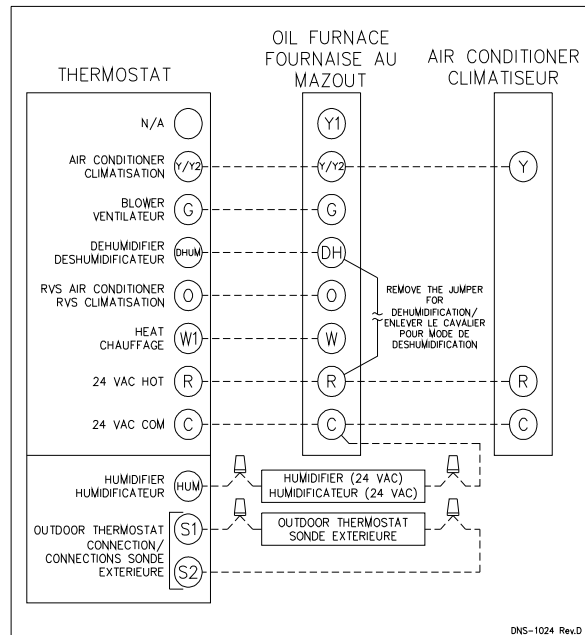 THERMOSTAT
OIL FURNACE
FOURNAISE AU
MAZOUT
AIR CONDITIONER
CLIMATISEUR
N/A
Y1
AIR CONDITIONER
CLIMATISATION
Y/Y2
Y/Y2
Y
BLOWER
VENTILATEUR
G
G
DEHUMIDIFIER
DESHUMIDIFICATEUR
DHUM
DH
REMOVE THE JUMPER
FOR
DEHUMIDIFICATION/
ENLEVER LE CAVALIER
POUR MODE DE
DESHUMIDIFICATION
RVS AIR CONDITIONER
RVS CLIMATISATION
O
O
HEAT
CHAUFFAGE
W1
W
24 VAC HOT
R
R
R
24 VAC COM
C
C
C
HUMIDIFIER
HUMIDIFICATEUR
HUM
HUMIDIFIER (24 VAC)
HUMIDIFICATEUR (24 VAC)
OUTDOOR THERMOSTAT
CONNECTION/
CONNECTIONS SONDE
EXTERIEURE
S1
S2
OUTDOOR THERMOSTAT
SONDE EXTERIEURE
DNS-1024 Rev.D